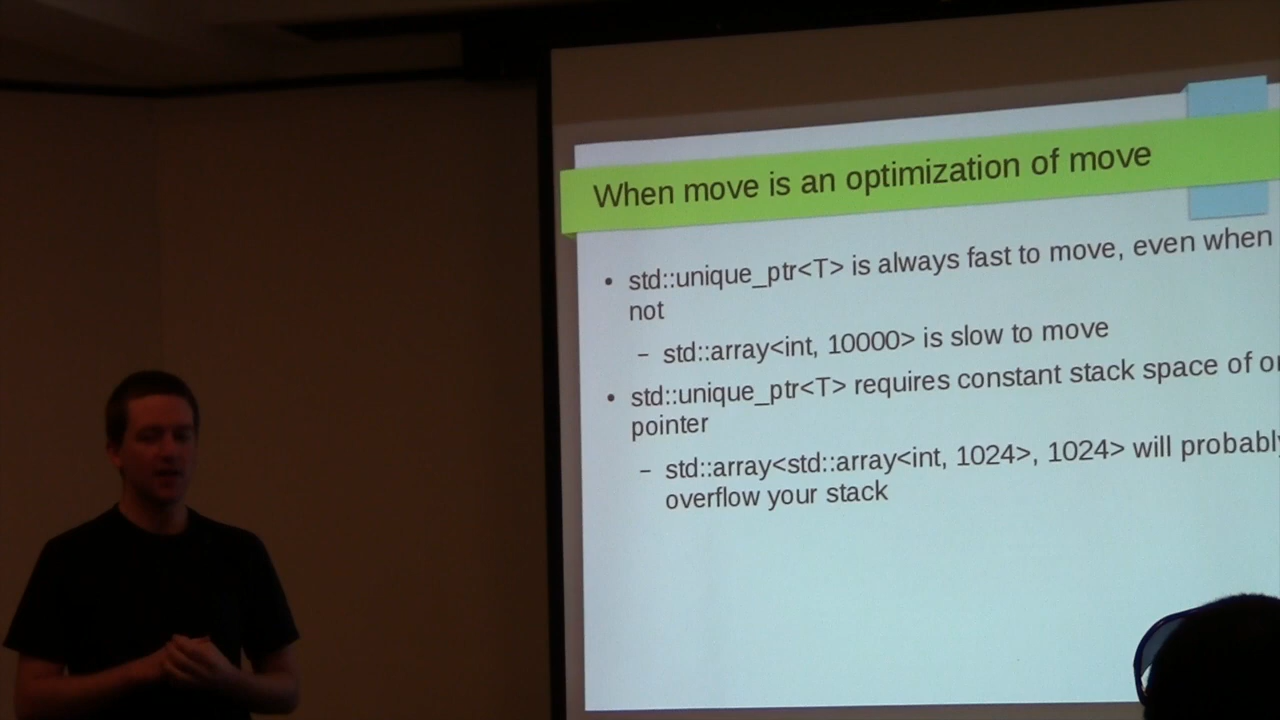 When move is an optimization of move
• std::unique_ptr<T> is always fast to move, even when
not
– std::array<int, 10000> is slow to move
• std::unique_ptr<T> requires constant stack space of
pointer
– std::array<std::array<int, 1024>, 1024> will probably
overflow your stack